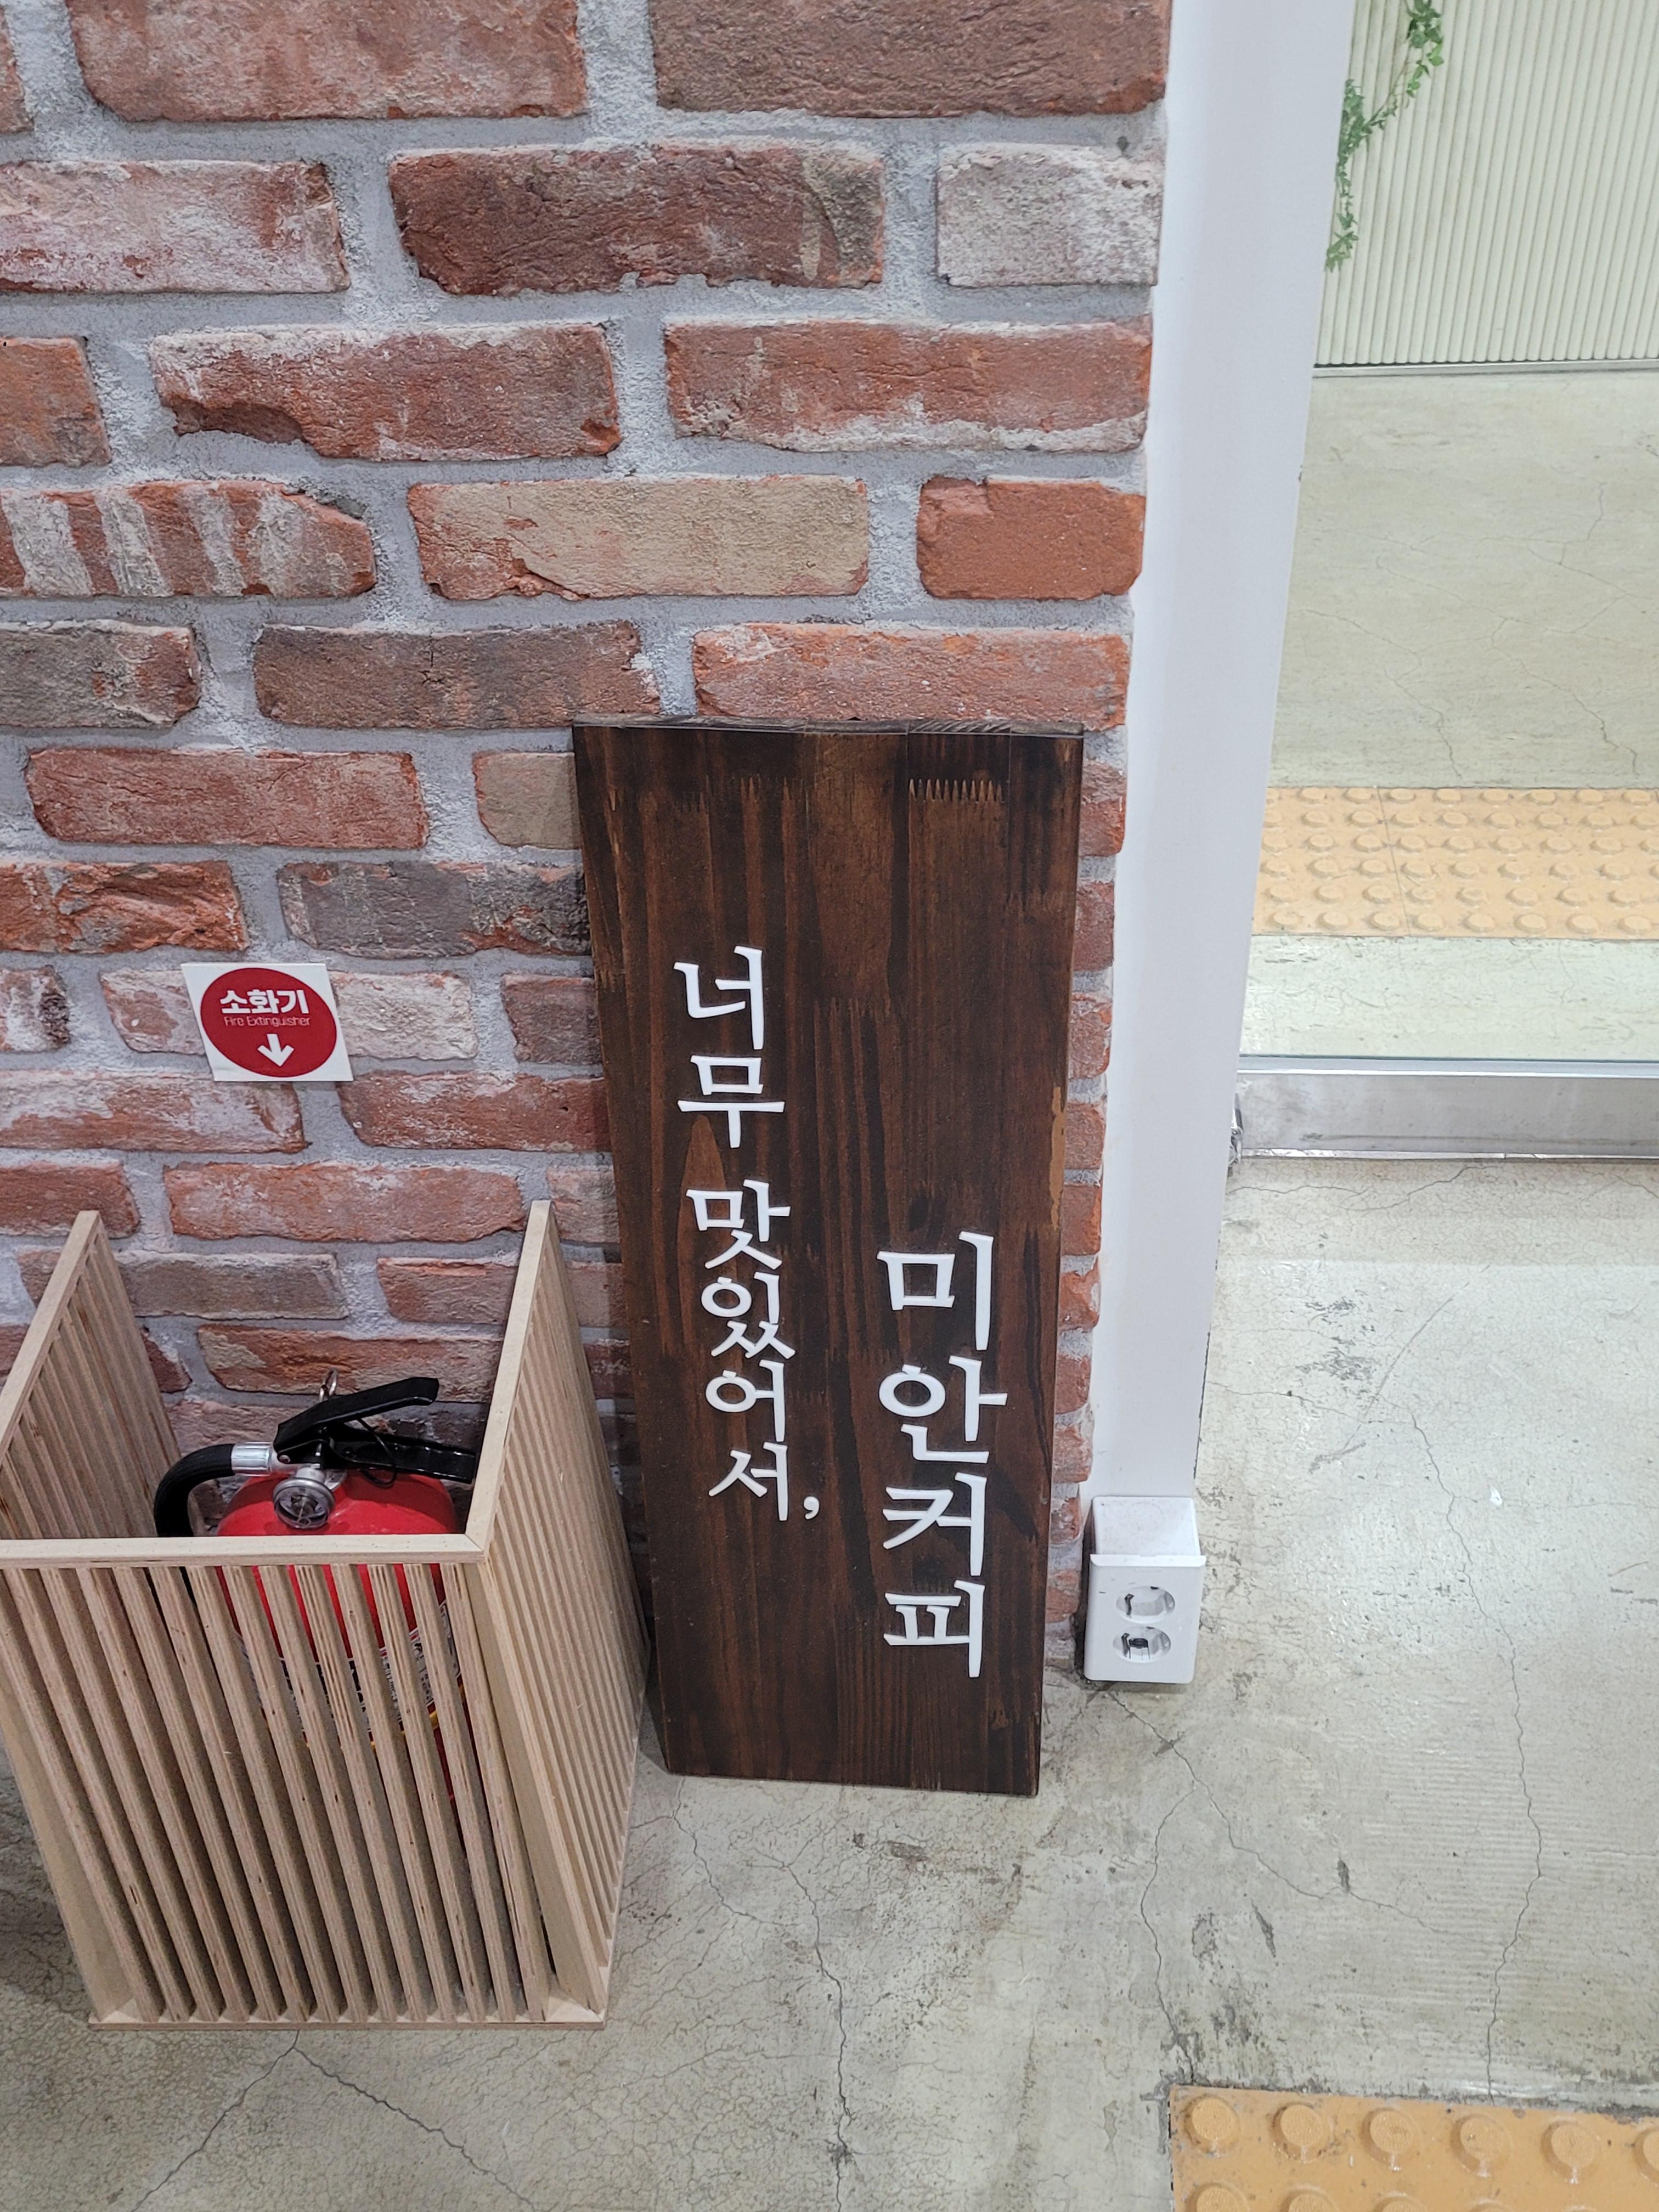 소화기
Fire Extinguisher
너무 맛있어서,
미안커피